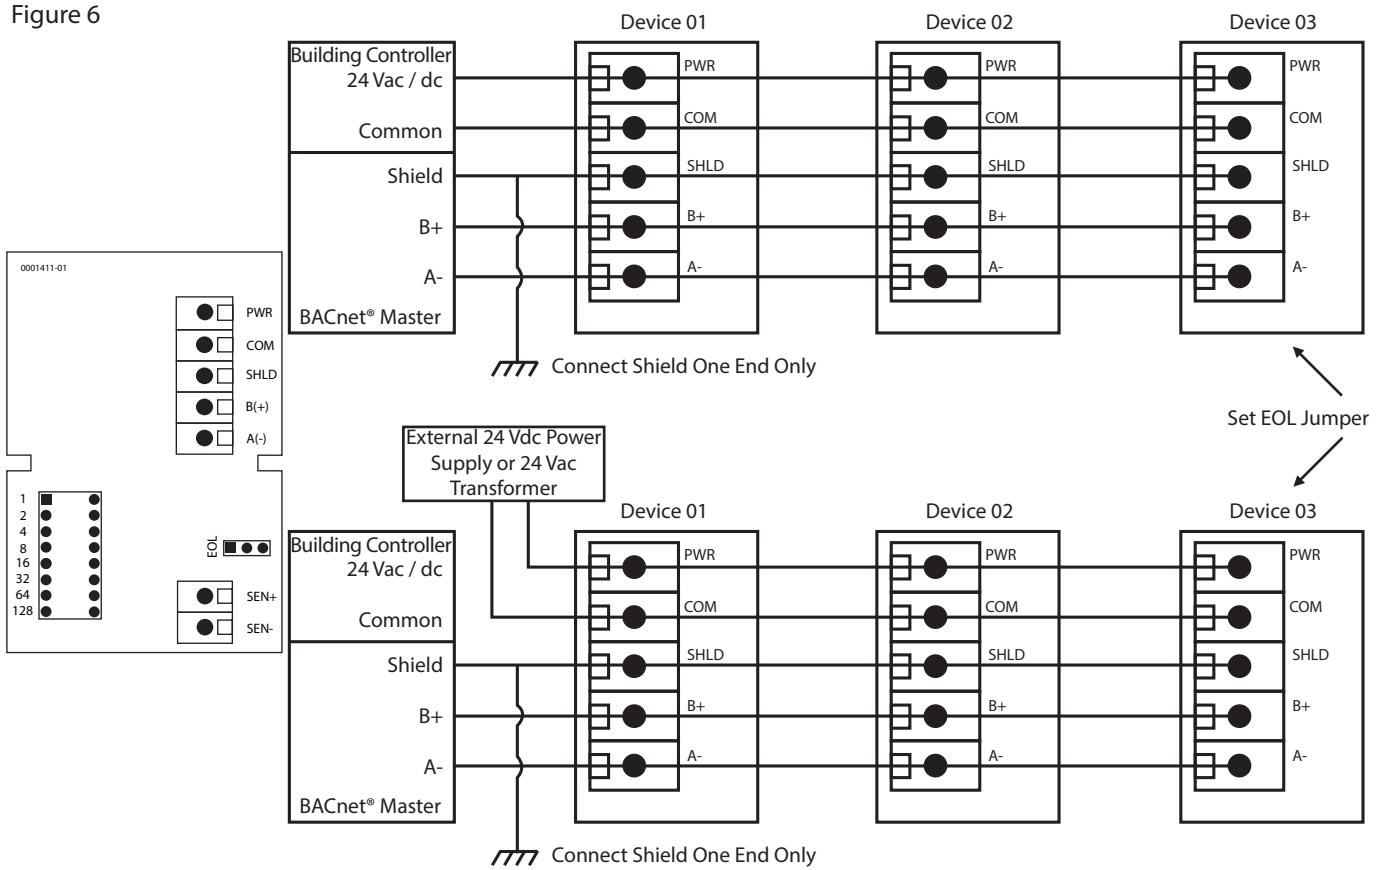 Figure 6
Device 01
Device 02
Device 03
Building Controller
24 Vac / dc
Common
Shield
B+
A-
BACnet® Master
PWR
COM
SHLD
B+
A-
PWR
COM
SHLD
B+
A-
PWR
COM
SHLD
B+
A-
Connect Shield One End Only
Set EOL Jumper
0001411-01
PWR
COM
SHLD
B(+)
A(-)
1
2
4
8
16
32
64
128
EOL
SEN+
SEN-
External 24 Vdc Power
Supply or 24 Vac
Transformer
Device 01
Device 02
Device 03
Building Controller
24 Vac / dc
Common
Shield
B+
A-
BACnet® Master
PWR
COM
SHLD
B+
A-
PWR
COM
SHLD
B+
A-
PWR
COM
SHLD
B+
A-
Connect Shield One End Only